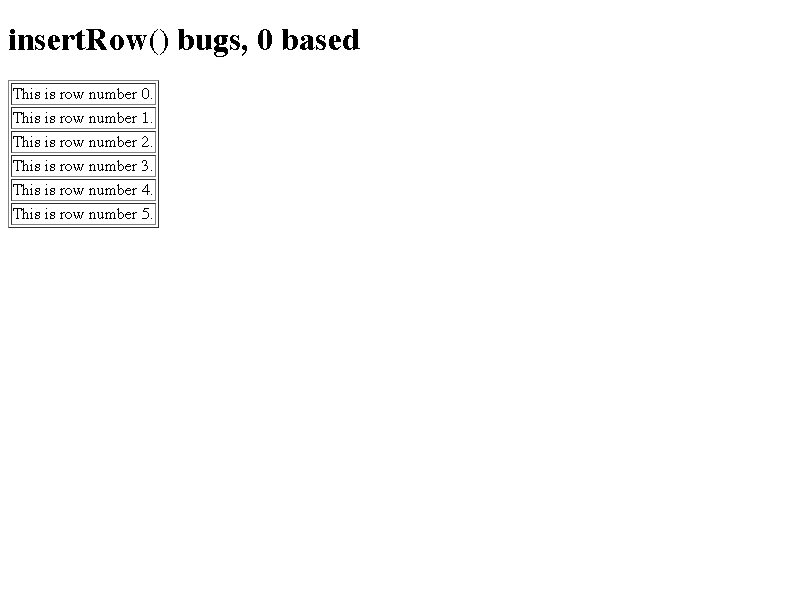 insertRow() bugs, 0 based
This is row number 0.
This is row number 1.
This is row number 2.
This is row number 3.
This is row number 4.
This is row number 5.